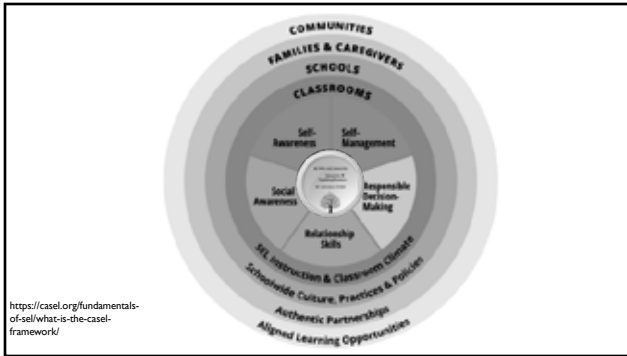 COMMUNITIES
FAMILIES & CAREGIVERS
SCHOOLS
CLASSROOMS
Self-
Awareness
Self-
Management
Social
Awareness
Responsible
Decision-
Making
Relationship
Skills
SEL Instruction & Classroom Climate
Schoolwide Culture, Practices & Policies
Authentic Partnerships
Aligned Learning Opportunities
https://casel.org/fundamentals-
of-sel/what-is-the-casel-
framework/